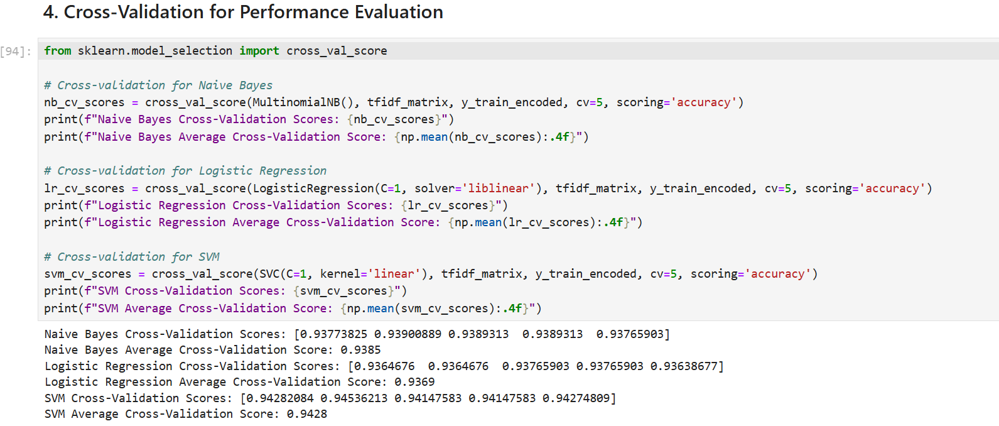 4. Cross-Validation for Performance Evaluation
[94]:
from sklearn.model_selection import cross_val_score
# Cross-validation for Naive Bayes
nb_cv_scores = cross_val_score(MultinomialNB(), tfidf_matrix, y_train_encoded, cv=5, scoring='accuracy')
print(f"Naive Bayes Cross-Validation Scores: {nb_cv_scores}")
print(f"Naive Bayes Average Cross-Validation Score: {np.mean(nb_cv_scores):.4f}")
# Cross-validation for Logistic Regression
lr_cv_scores = cross_val_score(LogisticRegression(C=1, solver='liblinear'), tfidf_matrix, y_train_encoded, cv=5, scoring='accuracy')
print(f"Logistic Regression Cross-Validation Scores: {lr_cv_scores}")
print(f"Logistic Regression Average Cross-Validation Score: {np.mean(lr_cv_scores):.4f}")
# Cross-validation for SVM
svm_cv_scores = cross_val_score(SVC(C=1, kernel='linear'), tfidf_matrix, y_train_encoded, cv=5, scoring='accuracy')
print(f"SVM Cross-Validation Scores: {svm_cv_scores}")
print(f"SVM Average Cross-Validation Score: {np.mean(svm_cv_scores):.4f}")
Naive Bayes Cross-Validation Scores: [0.93773825 0.93900889 0.9389313  0.9389313  0.93765903]
Naive Bayes Average Cross-Validation Score: 0.9385
Logistic Regression Cross-Validation Scores: [0.9364676  0.9364676  0.93765903 0.93765903 0.93638677]
Logistic Regression Average Cross-Validation Score: 0.9369
SVM Cross-Validation Scores: [0.94282084 0.94536213 0.94147583 0.94147583 0.94274809]
SVM Average Cross-Validation Score: 0.9428